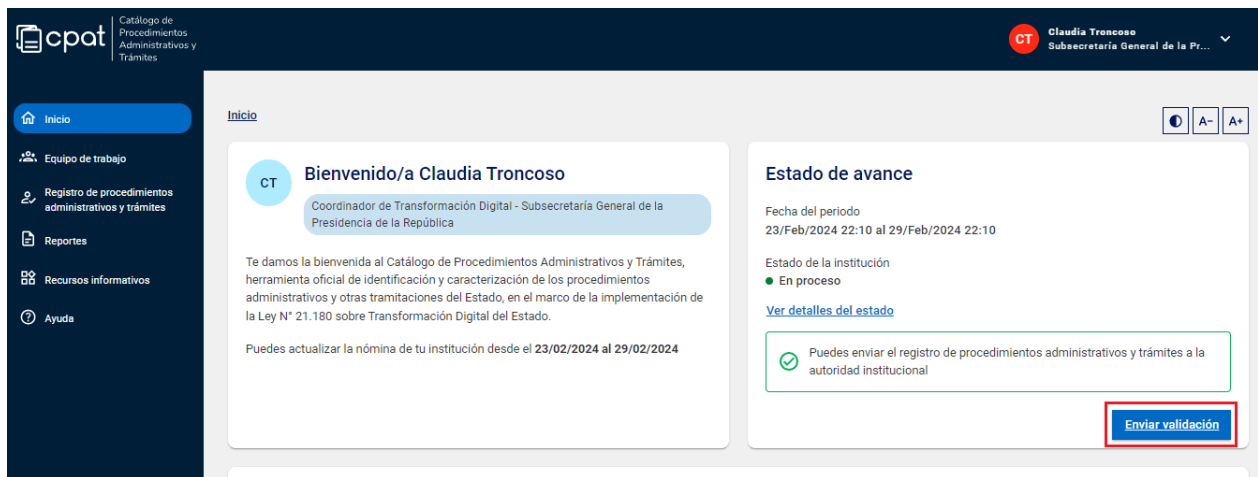 cpat
Catálogo de
Procedimientos
Administrativos y
Trámites
CT
Claudia Troncoso
Subsecretaría General de la Pr...
Inicio
Equipo de trabajo
Registro de procedimientos
administrativos y trámites
Reportes
Recursos informativos
Ayuda
Inicio
A-
A+
CT
Bienvenido/a Claudia Troncoso
Coordinador de Transformación Digital - Subsecretaría General de la
Presidencia de la República
Te damos la bienvenida al Catálogo de Procedimientos Administrativos y Trámites,
herramienta oficial de identificación y caracterización de los procedimientos
administrativos y otras tramitaciones del Estado, en el marco de la implementación de
la Ley N° 21.180 sobre Transformación Digital del Estado.
Puedes actualizar la nómina de tu institución desde el 23/02/2024 al 29/02/2024
Estado de avance
Fecha del periodo
23/Feb/2024 22:10 al 29/Feb/2024 22:10
Estado de la institución
En proceso
Ver detalles del estado
Puedes enviar el registro de procedimientos administrativos y trámites a la
autoridad institucional
Enviar validación